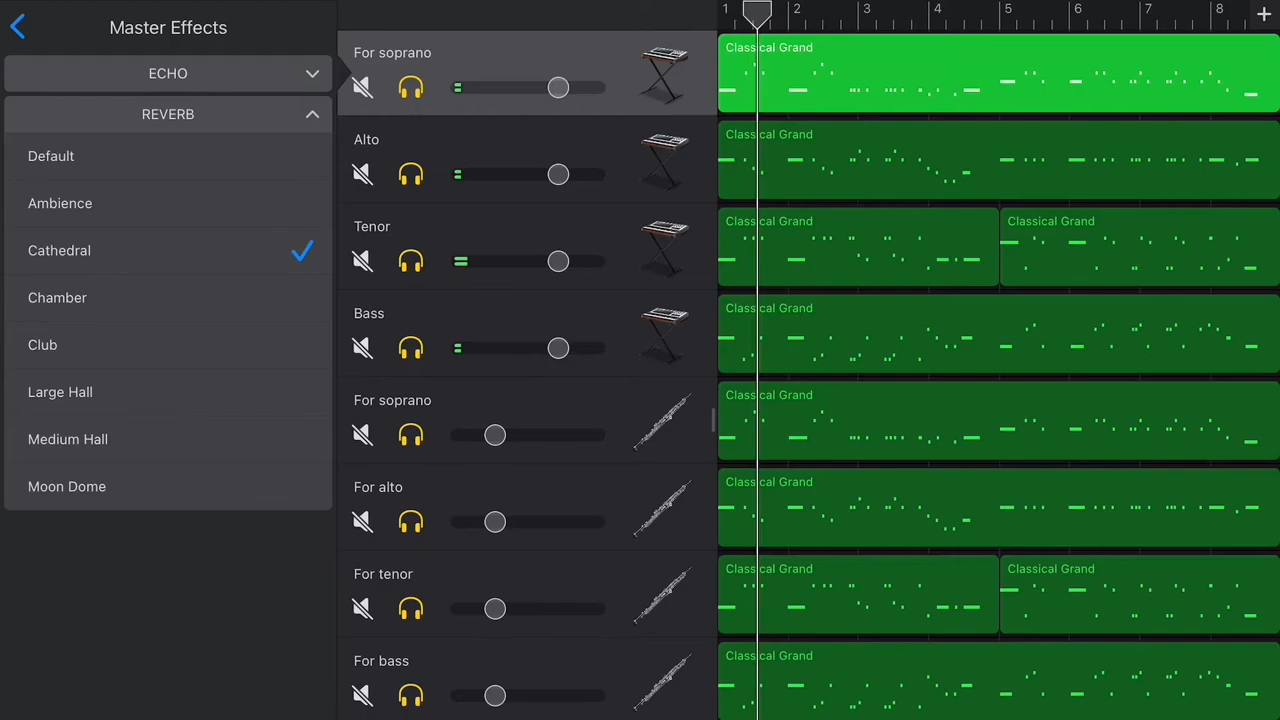 Master Effects
ECHO
REVERB
Default
Ambience
Cathedral
Chamber
Club
Large Hall
Medium Hall
Moon Dome
1 2 3 4 5 6 7 8
For soprano
Classical Grand
Alto
Classical Grand
Tenor
Classical Grand Classical Grand
Bass
Classical Grand
For soprano
Classical Grand
For alto
Classical Grand
For tenor
Classical Grand Classical Grand
For bass
Classical Grand